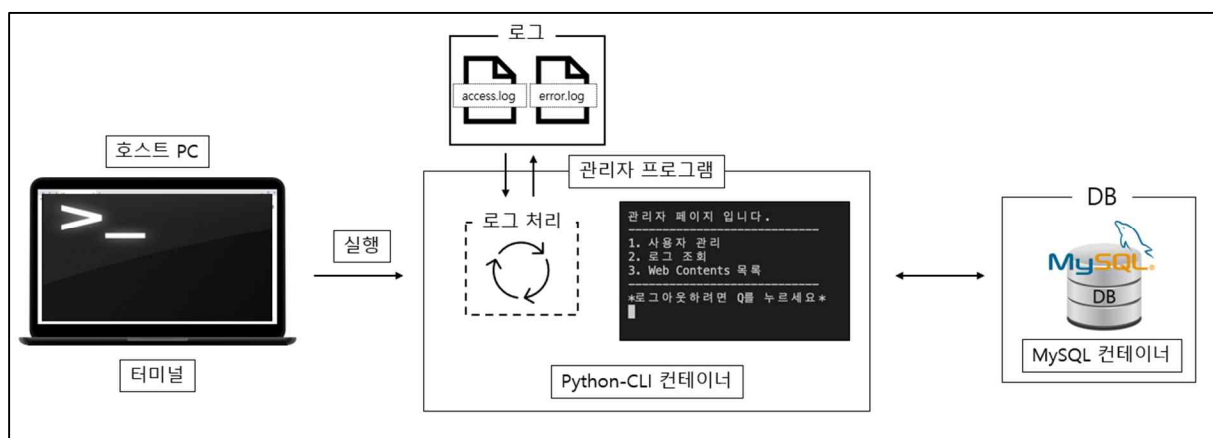 로그
access.log
error.log
호스트 PC
>_
터미널
실행
관리자 프로그램
로그 처리
관리자 페이지 입니다.
----------------------------
1. 사용자 관리
2. 로그 조회
3. Web Contents 목록
----------------------------
*로그아웃하려면 Q를 누르세요*
Python-CLI 컨테이너
DB
MySQL
DB
MySQL 컨테이너